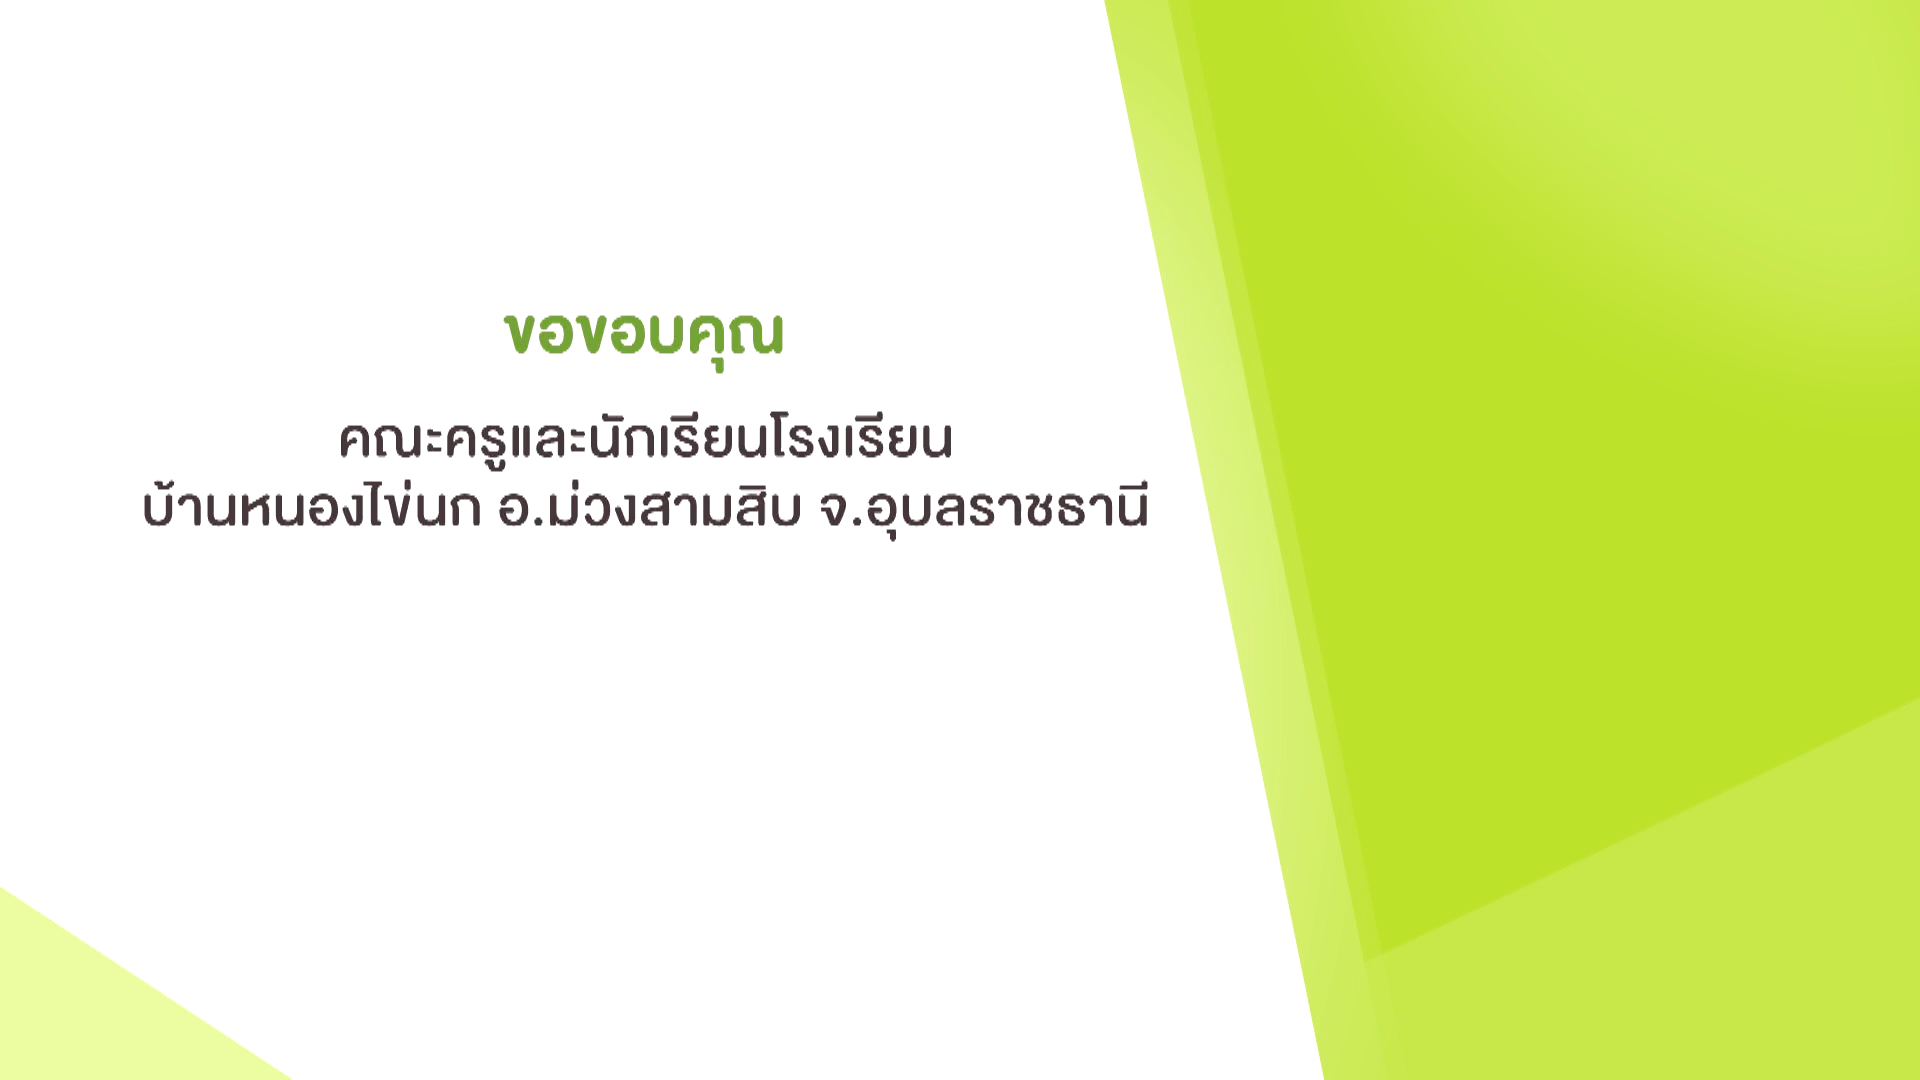 ขอขอบคุณ
คณะครูและนักเรียนโรงเรียน
บ้านหนองไข่นก อ.ม่วงสามสิบ จ.อุบลราชธานี